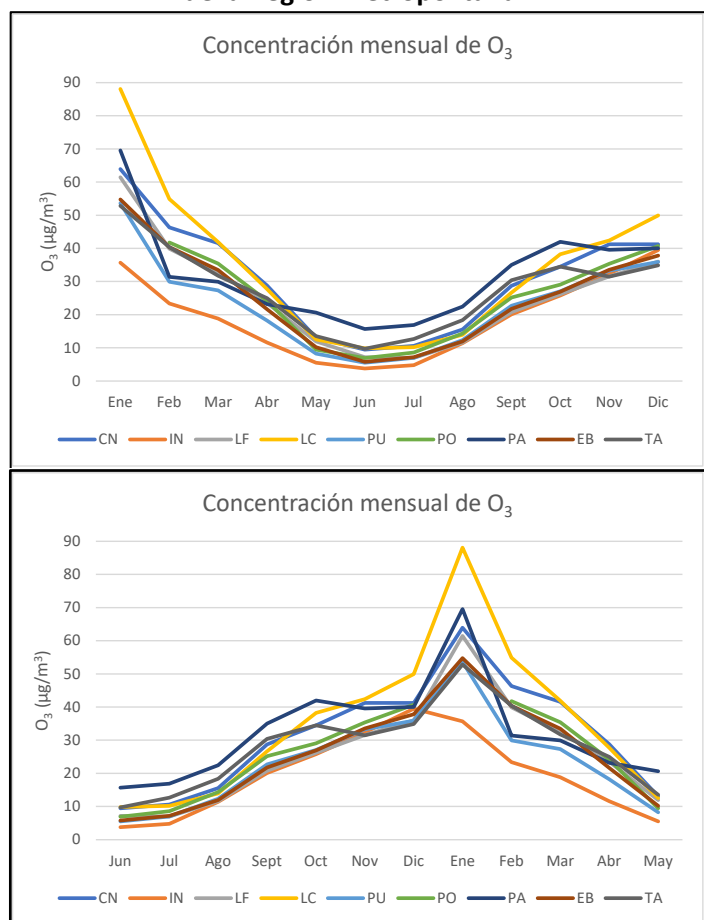 Concentración mensual de O3
90
80
70
60
50
40
30
20
10
0
O3 (µg/m³)
Ene Feb Mar Abr May Jun Jul Ago Sept Oct Nov Dic
CN IN LF LC PU PO PA EB TA
Concentración mensual de O3
90
80
70
60
50
40
30
20
10
0
O3 (µg/m³)
Jun Jul Ago Sept Oct Nov Dic Ene Feb Mar Abr May
CN IN LF LC PU PO PA EB TA